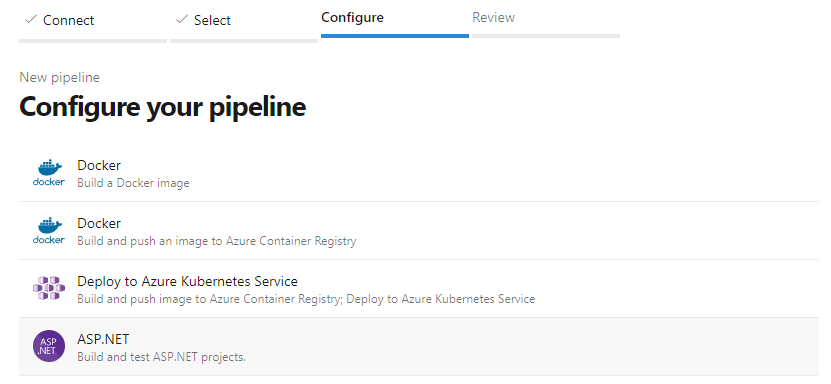 Connect
Select
Configure
Review
New pipeline
Configure your pipeline
docker
Docker
Build a Docker image
docker
Docker
Build and push an image to Azure Container Registry
Deploy to Azure Kubernetes Service
Build and push image to Azure Container Registry; Deploy to Azure Kubernetes Service
ASP
.NET
ASP.NET
Build and test ASP.NET projects.